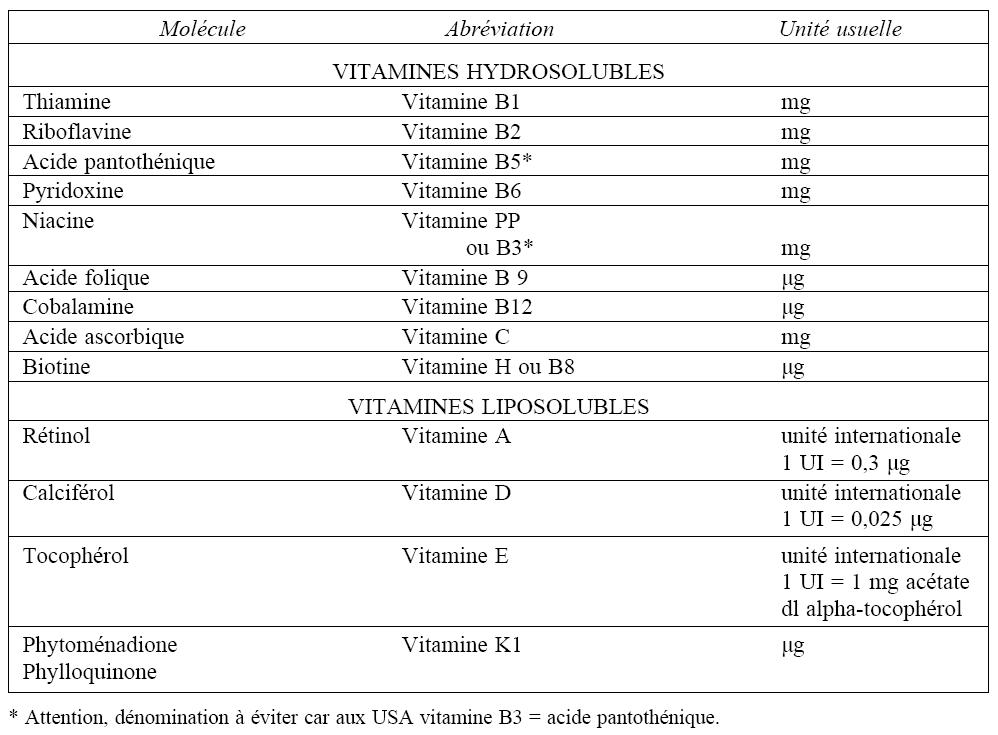 Molécule Abréviation Unité usuelle
VITAMINES HYDROSOLUBLES
Thiamine Vitamine B1 mg
Riboflavine Vitamine B2 mg
Acide pantothénique Vitamine B5* mg
Pyridoxine Vitamine B6 mg
Niacine Vitamine PP
ou B3* mg
Acide folique Vitamine B 9 µg
Cobalamine Vitamine B12 µg
Acide ascorbique Vitamine C mg
Biotine Vitamine H ou B8 µg
VITAMINES LIPOSOLUBLES
Rétinol Vitamine A unité internationale
1 UI = 0,3 µg
Calciférol Vitamine D unité internationale
1 UI = 0,025 µg
Tocophérol Vitamine E unité internationale
1 UI = 1 mg acétate
dl alpha-tocophérol
Phytoménadione Vitamine K1 µg
Phylloquinone
* Attention, dénomination à éviter car aux USA vitamine B3 = acide pantothénique.